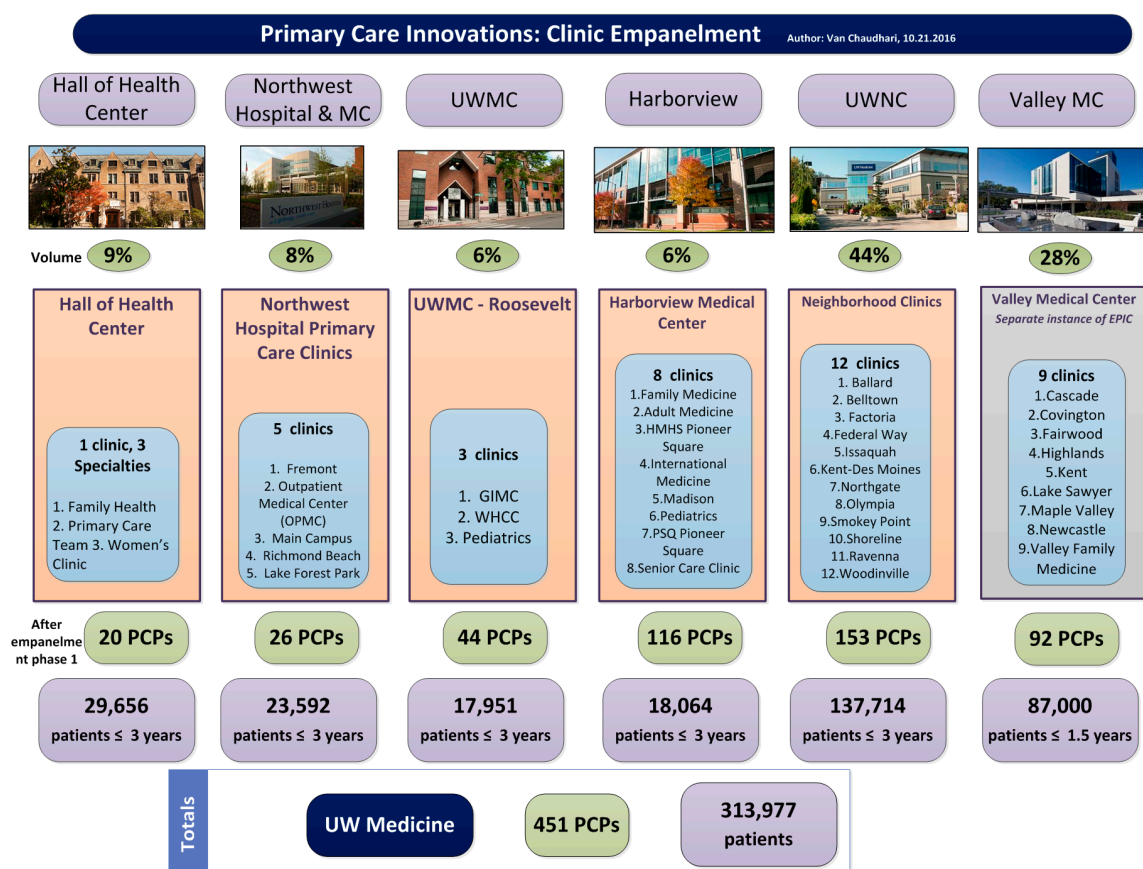 Primary Care Innovations: Clinic Empanelment Author: Van Chaudhari, 10.21.2016
Hall of Health
Center
Northwest
Hospital & MC
UWMC
Harborview
UWNC
Valley MC
NORTHWEST HOSPITAL
Volume
9%
8%
6%
6%
44%
28%
Hall of Health
Center
1 clinic, 3
Specialties
1. Family Health
2. Primary Care
Team 3. Women’s
Clinic
Northwest
Hospital Primary
Care Clinics
5 clinics
1. Fremont
2. Outpatient
Medical Center
(OPMC)
3. Main Campus
4. Richmond Beach
5. Lake Forest Park
UWMC - Roosevelt
3 clinics
1. GIMC
2. WHCC
3. Pediatrics
Harborview Medical
Center
8 clinics
1.Family Medicine
2.Adult Medicine
3.HMHS Pioneer
Square
4.International
Medicine
5.Madison
6.Pediatrics
7.PSQ Pioneer
Square
8.Senior Care Clinic
Neighborhood Clinics
12 clinics
1. Ballard
2. Belltown
3. Factoria
4.Federal Way
5.Issaquah
6.Kent-Des Moines
7.Northgate
8.Olympia
9.Smokey Point
10.Shoreline
11.Ravenna
12.Woodinville
Valley Medical Center
Separate instance of EPIC
9 clinics
1.Cascade
2.Covington
3.Fairwood
4.Highlands
5.Kent
6.Lake Sawyer
7.Maple Valley
8.Newcastle
9.Valley Family
Medicine
After
empanelme
nt phase 1
20 PCPs
26 PCPs
44 PCPs
116 PCPs
153 PCPs
92 PCPs
29,656
patients ≤ 3 years
23,592
patients ≤ 3 years
17,951
patients ≤ 3 years
18,064
patients ≤ 3 years
137,714
patients ≤ 3 years
87,000
patients ≤ 1.5 years
Totals
UW Medicine
451 PCPs
313,977
patients